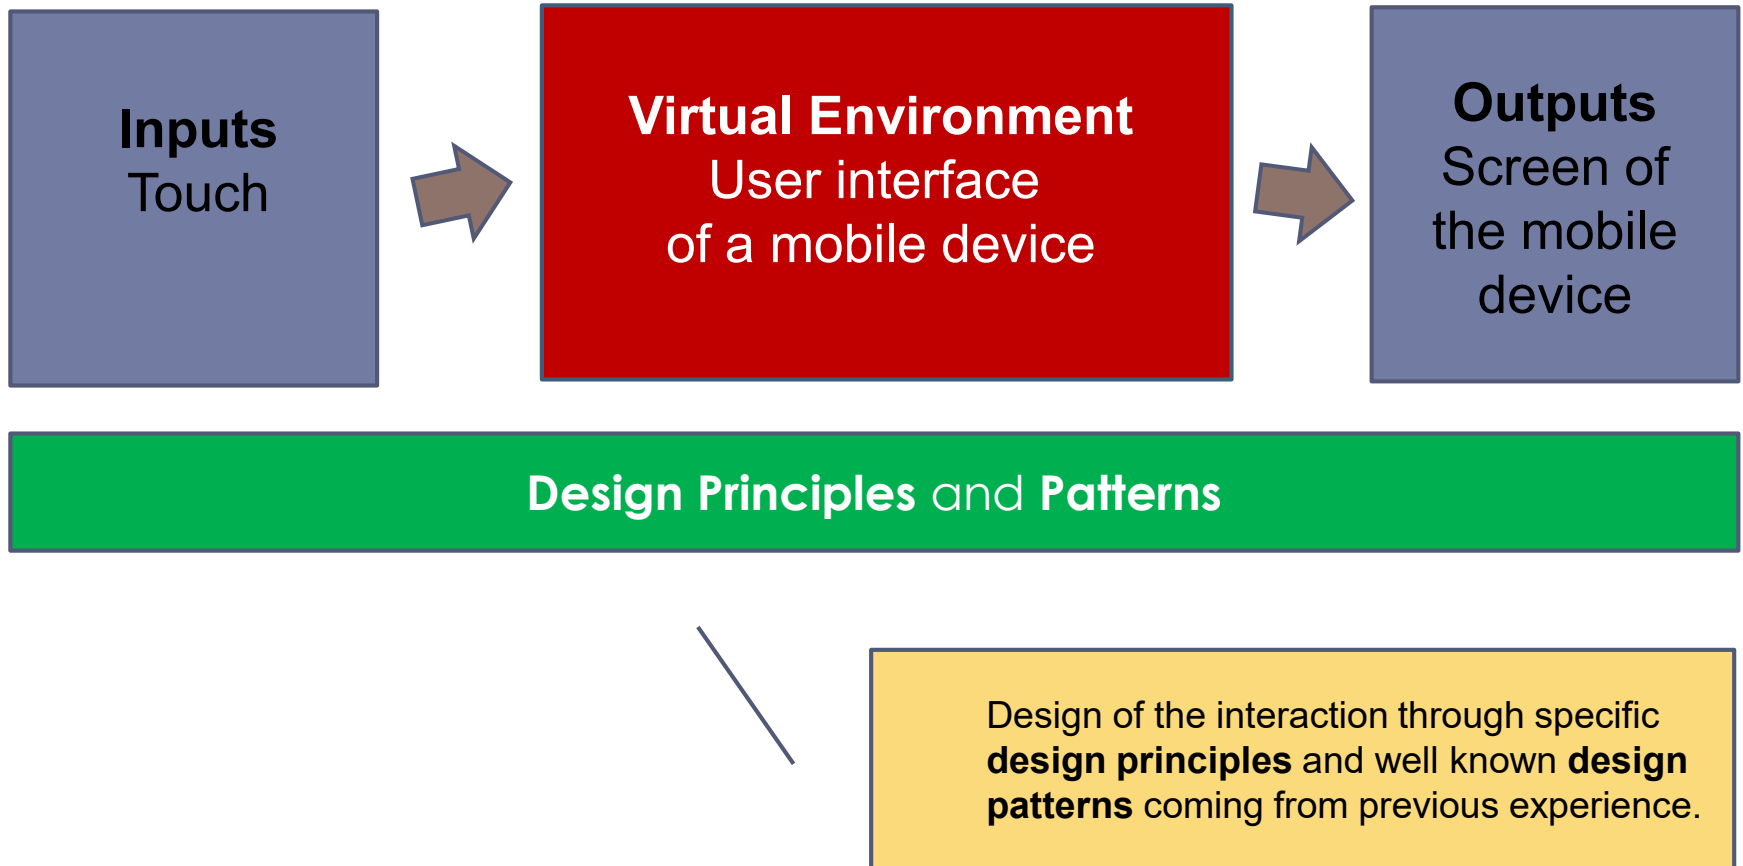 Inputs
Touch
Virtual Environment
User interface
of a mobile device
Outputs
Screen of
the mobile
device
Design Principles and Patterns
Design of the interaction through specific
design principles and well known design
patterns coming from previous experience.